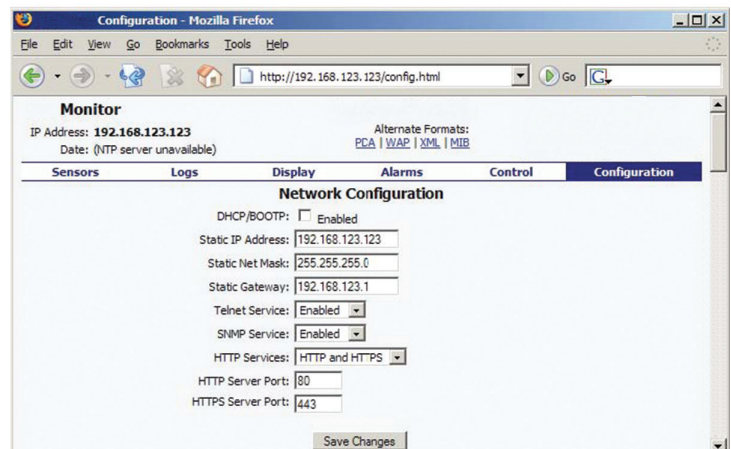 Configuration - Mozilla Firefox
File Edit View Go Bookmarks Tools Help
http://192.168.123.123/config.html Go G
Monitor
IP Address: 192.168.123.123
Date: (NTP server unavailable)
Alternate Formats:
PDA | WAP | XML | MIB
Sensors Logs Display Alarms Control Configuration
Network Configuration
DHCP/BOOTP: Enabled
Static IP Address: 192.168.123.123
Static Net Mask: 255.255.255.0
Static Gateway: 192.168.123.1
Telnet Service: Enabled
SNMP Service: Enabled
HTTP Services: HTTP and HTTPS
HTTP Server Port: 80
HTTPS Server Port: 443
Save Changes